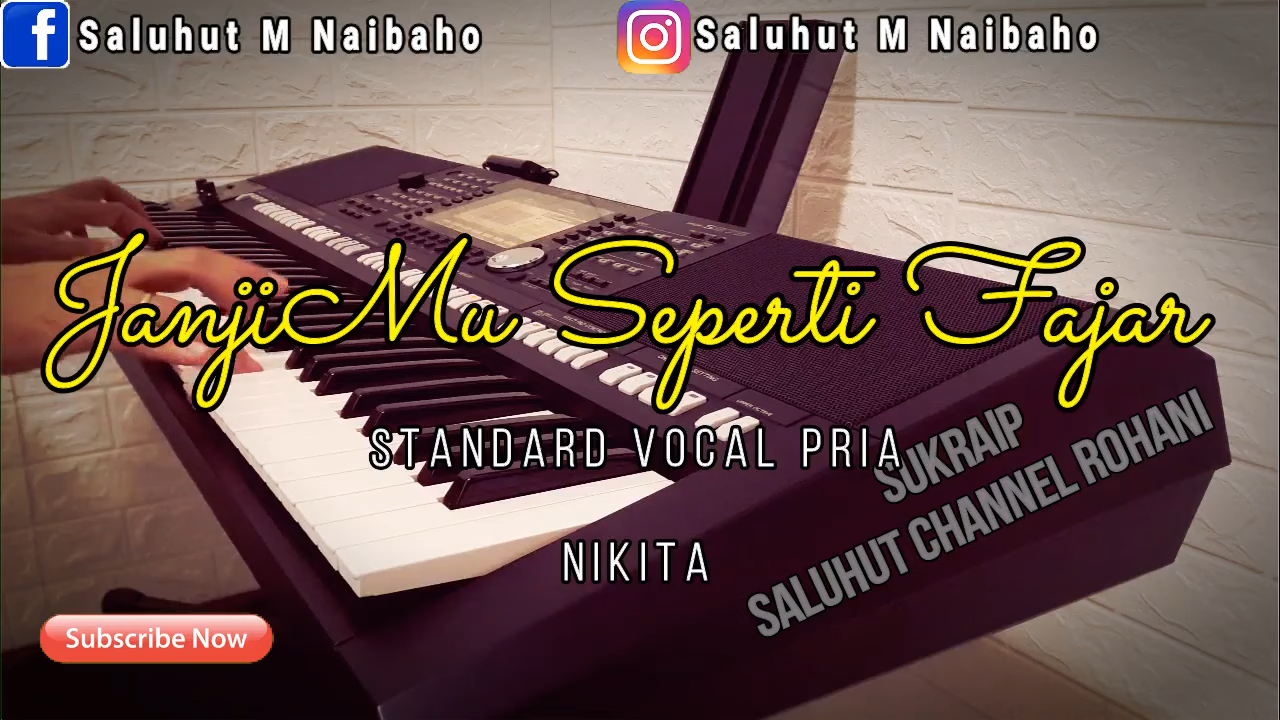 Saluhut M Naibaho
Saluhut M Naibaho
JanjiMu Seperti Fajar
STANDARD VOCAL PRIA
SUKRAIP
SALUHUT CHANNEL ROHANI
NIKITA
Subscribe Now